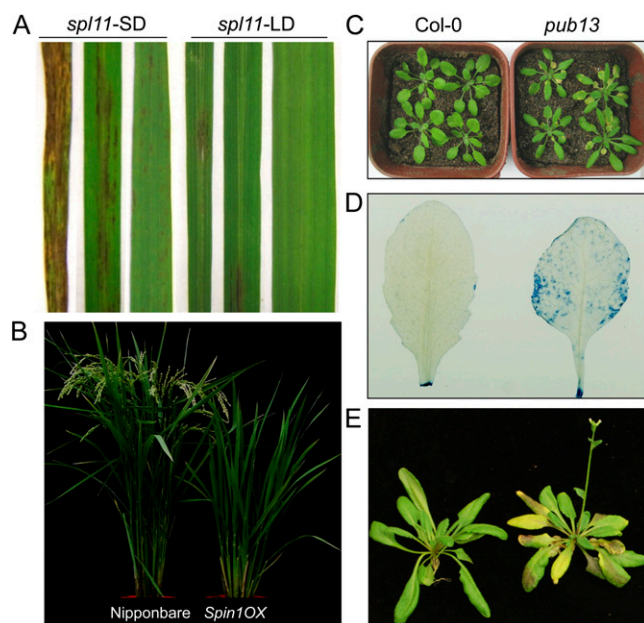 A
spl11-SD
spl11-LD
B
Nipponbare
Spin1OX
C
Col-0
pub13
D
E